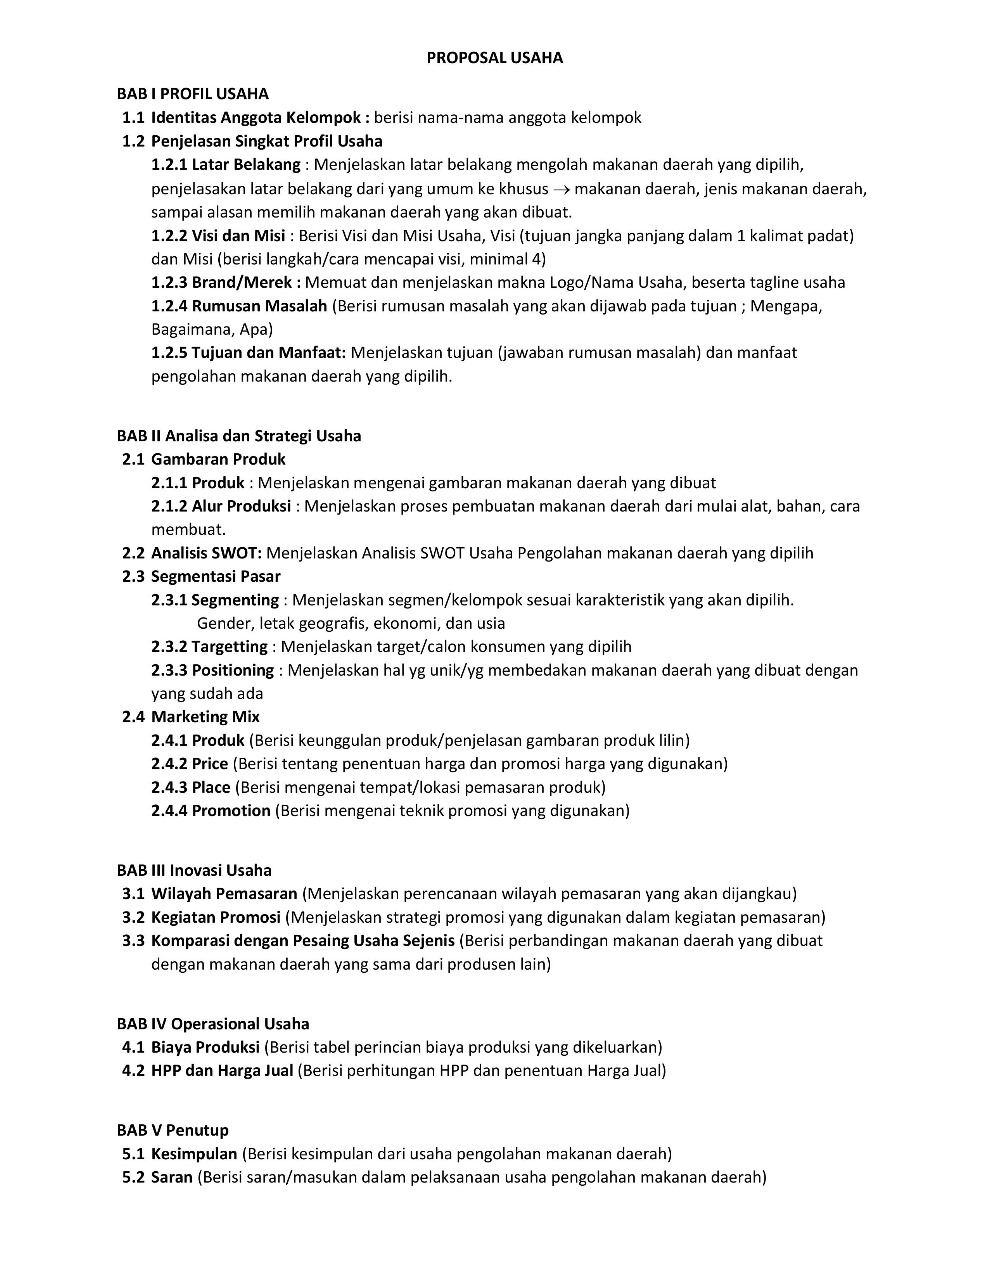 PROPOSAL USAHA
BAB I PROFIL USAHA
1.1 Identitas Anggota Kelompok : berisi nama-nama anggota kelompok
1.2 Penjelasan Singkat Profil Usaha
1.2.1 Latar Belakang : Menjelaskan latar belakang mengolah makanan daerah yang dipilih,
penjelasakan latar belakang dari yang umum ke khusus → makanan daerah, jenis makanan daerah,
sampai alasan memilih makanan daerah yang akan dibuat.
1.2.2 Visi dan Misi : Berisi Visi dan Misi Usaha, Visi (tujuan jangka panjang dalam 1 kalimat padat)
dan Misi (berisi langkah/cara mencapai visi, minimal 4)
1.2.3 Brand/Merek : Memuat dan menjelaskan makna Logo/Nama Usaha, beserta tagline usaha
1.2.4 Rumusan Masalah (Berisi rumusan masalah yang akan dijawab pada tujuan ; Mengapa,
Bagaimana, Apa)
1.2.5 Tujuan dan Manfaat: Menjelaskan tujuan (jawaban rumusan masalah) dan manfaat
pengolahan makanan daerah yang dipilih.
BAB II Analisa dan Strategi Usaha
2.1 Gambaran Produk
2.1.1 Produk : Menjelaskan mengenai gambaran makanan daerah yang dibuat
2.1.2 Alur Produksi : Menjelaskan proses pembuatan makanan daerah dari mulai alat, bahan, cara
membuat.
2.2 Analisis SWOT: Menjelaskan Analisis SWOT Usaha Pengolahan makanan daerah yang dipilih
2.3 Segmentasi Pasar
2.3.1 Segmenting : Menjelaskan segmen/kelompok sesuai karakteristik yang akan dipilih.
Gender, letak geografis, ekonomi, dan usia
2.3.2 Targetting : Menjelaskan target/calon konsumen yang dipilih
2.3.3 Positioning : Menjelaskan hal yg unik/yg membedakan makanan daerah yang dibuat dengan
yang sudah ada
2.4 Marketing Mix
2.4.1 Produk (Berisi keunggulan produk/penjelasan gambaran produk lilin)
2.4.2 Price (Berisi tentang penentuan harga dan promosi harga yang digunakan)
2.4.3 Place (Berisi mengenai tempat/lokasi pemasaran produk)
2.4.4 Promotion (Berisi mengenai teknik promosi yang digunakan)
BAB III Inovasi Usaha
3.1 Wilayah Pemasaran (Menjelaskan perencanaan wilayah pemasaran yang akan dijangkau)
3.2 Kegiatan Promosi (Menjelaskan strategi promosi yang digunakan dalam kegiatan pemasaran)
3.3 Komparasi dengan Pesaing Usaha Sejenis (Berisi perbandingan makanan daerah yang dibuat
dengan makanan daerah yang sama dari produsen lain)
BAB IV Operasional Usaha
4.1 Biaya Produksi (Berisi tabel perincian biaya produksi yang dikeluarkan)
4.2 HPP dan Harga Jual (Berisi perhitungan HPP dan penentuan Harga Jual)
BAB V Penutup
5.1 Kesimpulan (Berisi kesimpulan dari usaha pengolahan makanan daerah)
5.2 Saran (Berisi saran/masukan dalam pelaksanaan usaha pengolahan makanan daerah)